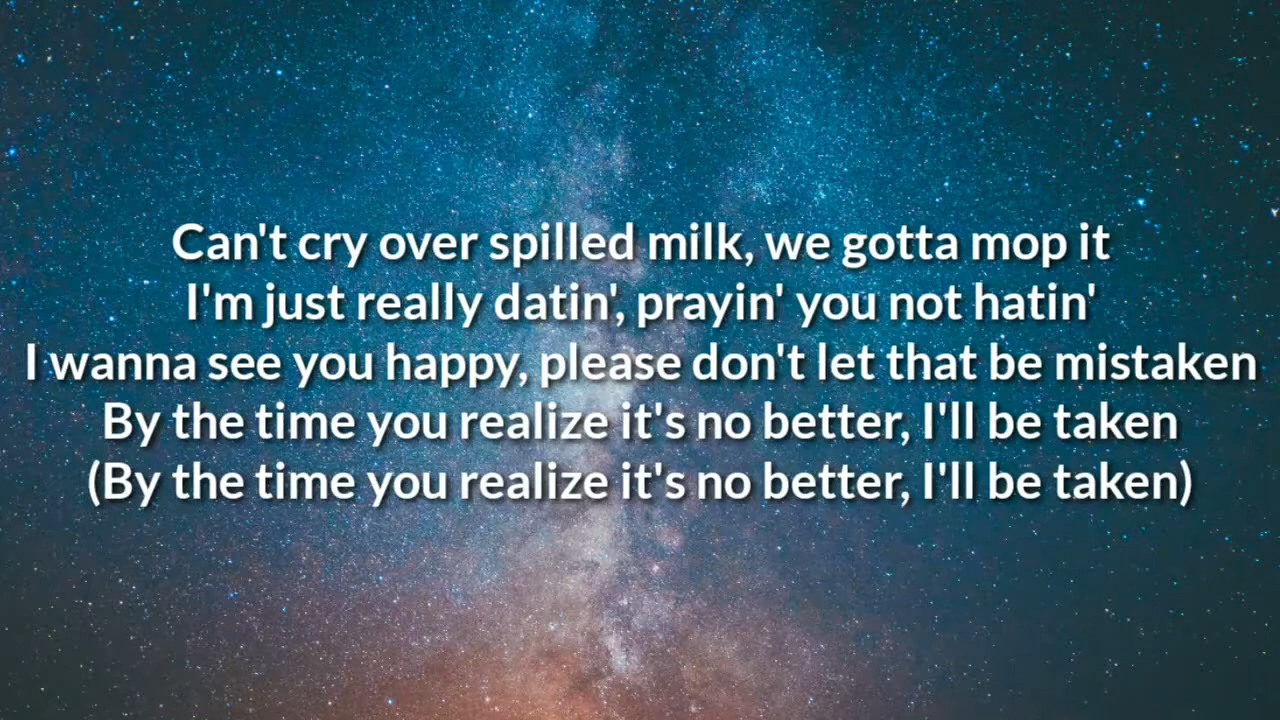 Can't cry over spilled milk, we gotta mop it
I'm just really datin', prayin' you not hatin'
I wanna see you happy, please don't let that be mistaken
By the time you realize it's no better, I'll be taken
(By the time you realize it's no better, I'll be taken)